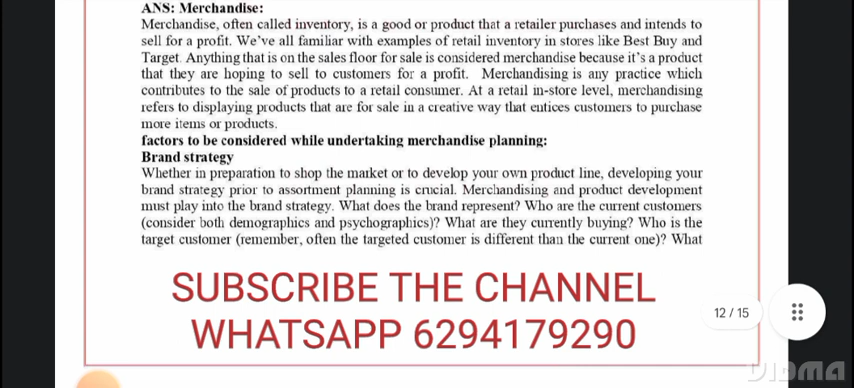 ANS: Merchandise:
Merchandise, often called inventory, is a good or product that a retailer purchases and intends to
sell for a profit. We've all familiar with examples of retail inventory in stores like Best Buy and
Target. Anything that is on the sales floor for sale is considered merchandise because it's a product
that they are hoping to sell to customers for a profit. Merchandising is any practice which
contributes to the sale of products to a retail consumer. At a retail in-store level, merchandising
refers to displaying products that are for sale in a creative way that entices customers to purchase
more items or products.
factors to be considered while undertaking merchandise planning:
Brand strategy
Whether in preparation to shop the market or to develop your own product line, developing your
brand strategy prior to assortment planning is crucial. Merchandising and product development
must play into the brand strategy. What does the brand represent? Who are the current customers
(consider both demographics and psychographics)? What are they currently buying? Who is the
target customer (remember, often the targeted customer is different than the current one)? What
SUBSCRIBE THE CHANNEL
WHATSAPP 6294179290
12 / 15